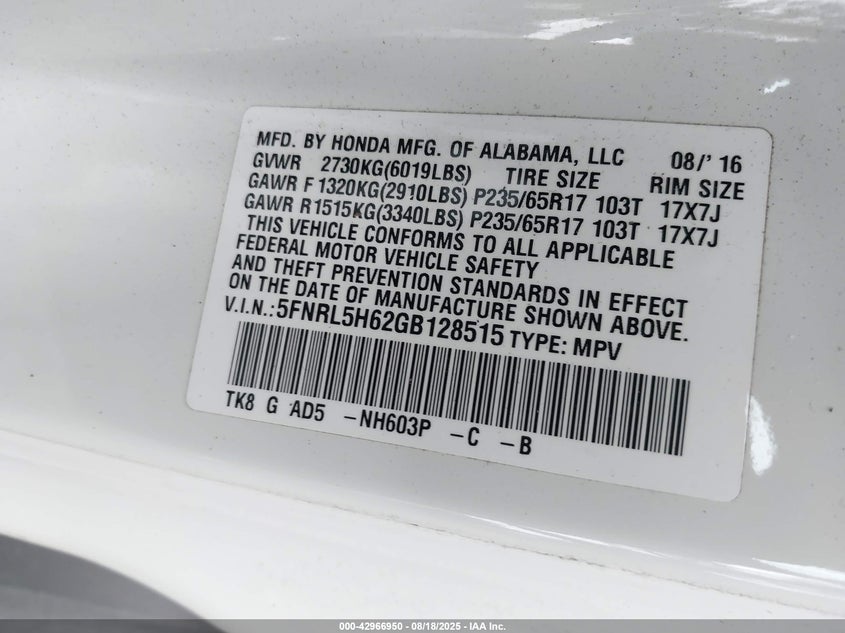 MFD. BY HONDA MFG. OF ALABAMA, LLC 08/' 16
GVWR 2730KG(6019LBS) TIRE SIZE RIM SIZE
GAWR F 1320KG(2910LBS) P235/65R17 103T 17X7J
GAWR R1515KG(3340LBS) P235/65R17 103T 17X7J
THIS VEHICLE CONFORMS TO ALL APPLICABLE
FEDERAL MOTOR VEHICLE SAFETY
AND THEFT PREVENTION STANDARDS IN EFFECT
ON THE DATE OF MANUFACTURE SHOWN ABOVE.
V.I.N.:5FNRL5H62GB128515 TYPE: MPV
TK8 G AD5 -NH603P -C -B
000-42966950 | 08/18/2025 - IAA Inc.